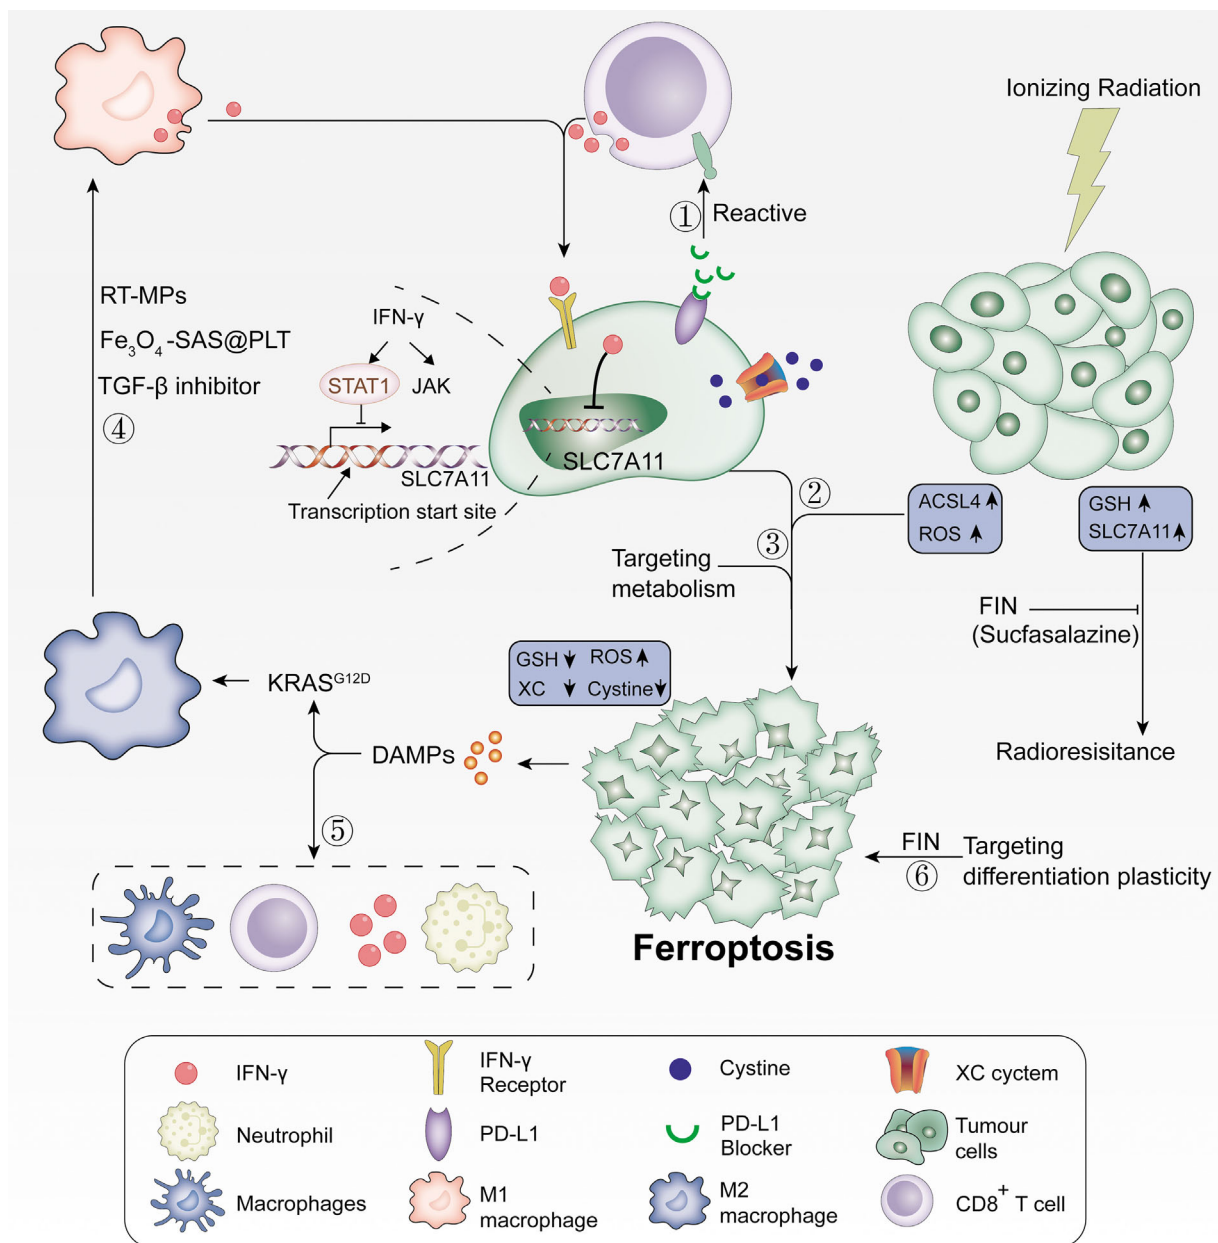 Ionizing Radiation
① Reactive
RT-MPs
Fe₃O₄-SAS@PLT
TGF-β inhibitor
④
IFN-γ
STAT1
JAK
SLC7A11
Transcription start site
SLC7A11
②
③
Targeting
metabolism
ACSL4
ROS
GSH
SLC7A11
FIN
(Sucfasalazine)
Radioresisitance
GSH ROS
XC Cystine
KRASᴳ¹²ᴰ
DAMPs
⑤
FIN
⑥
Targeting
differentiation plasticity
Ferroptosis
IFN-γ
IFN-γ
Receptor
Cystine
XC cyctem
Neutrophil
PD-L1
PD-L1
Blocker
Tumour
cells
Macrophages
M1
macrophage
M2
macrophage
CD8⁺ T cell